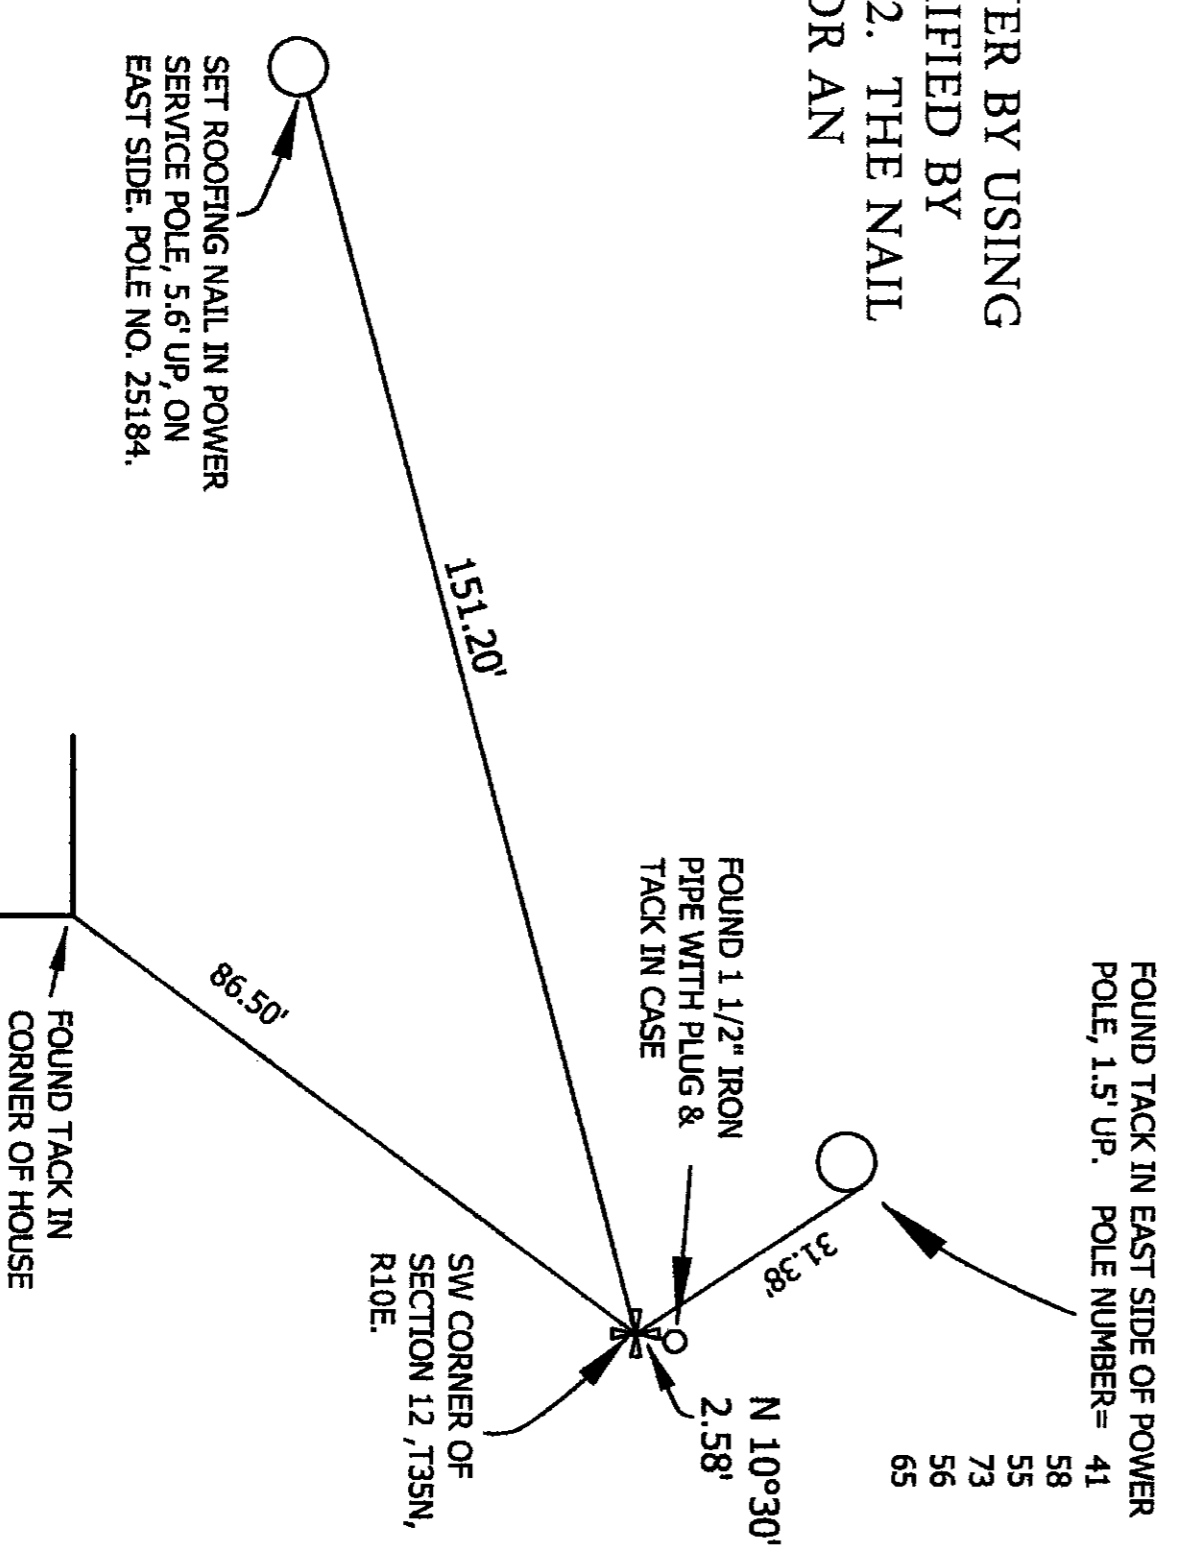 TER BY USING
IFIED BY
2. THE NAIL
OR AN
FOUND TACK IN EAST SIDE OF POWER
POLE, 1.5' UP. POLE NUMBER= 41
58
55
73
56
65
31.38'
N 10°30'
2.58'
FOUND 1 1/2" IRON
PIPE WITH PLUG &
TACK IN CASE
151.20'
SW CORNER OF
SECTION 12 ,T35N,
R10E.
86.50'
SET ROOFING NAIL IN POWER
SERVICE POLE, 5.6' UP, ON
EAST SIDE. POLE NO. 25184.
FOUND TACK IN
CORNER OF HOUSE